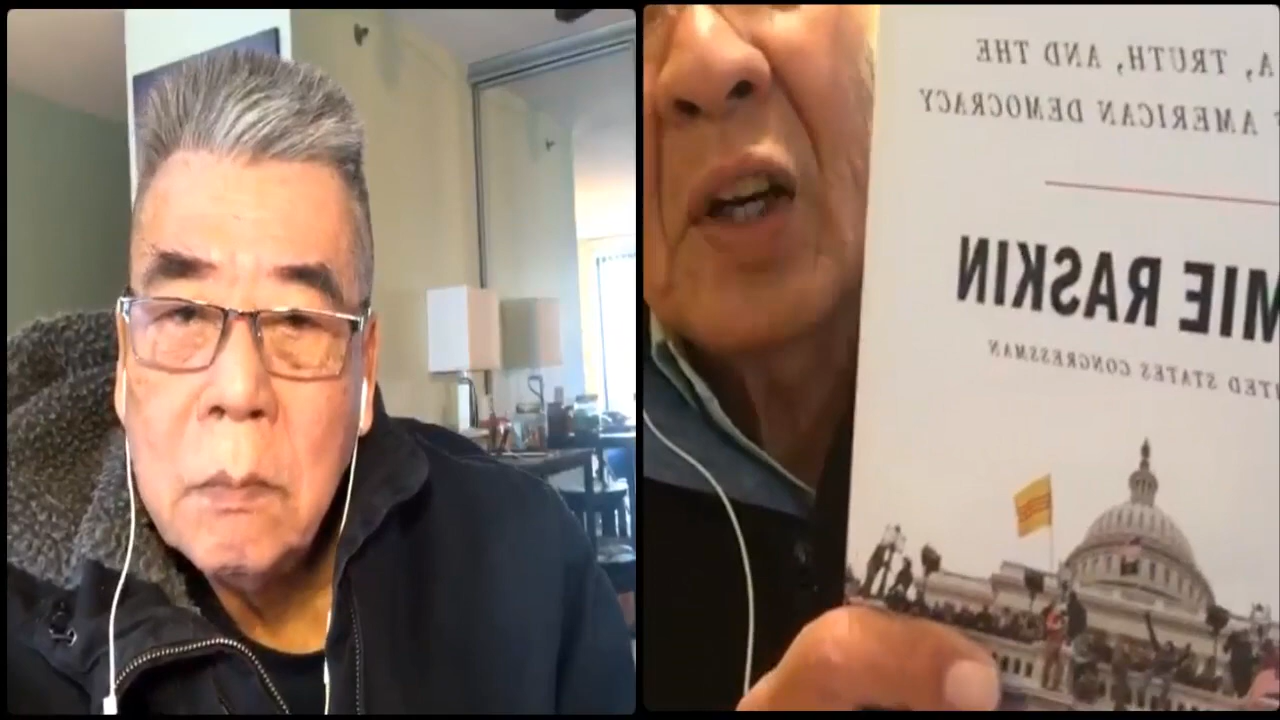 A, TRUTH, AND THE
AMERICAN DEMOCRACY
MIE RASKIN
TED STATES CONGRESSMAN